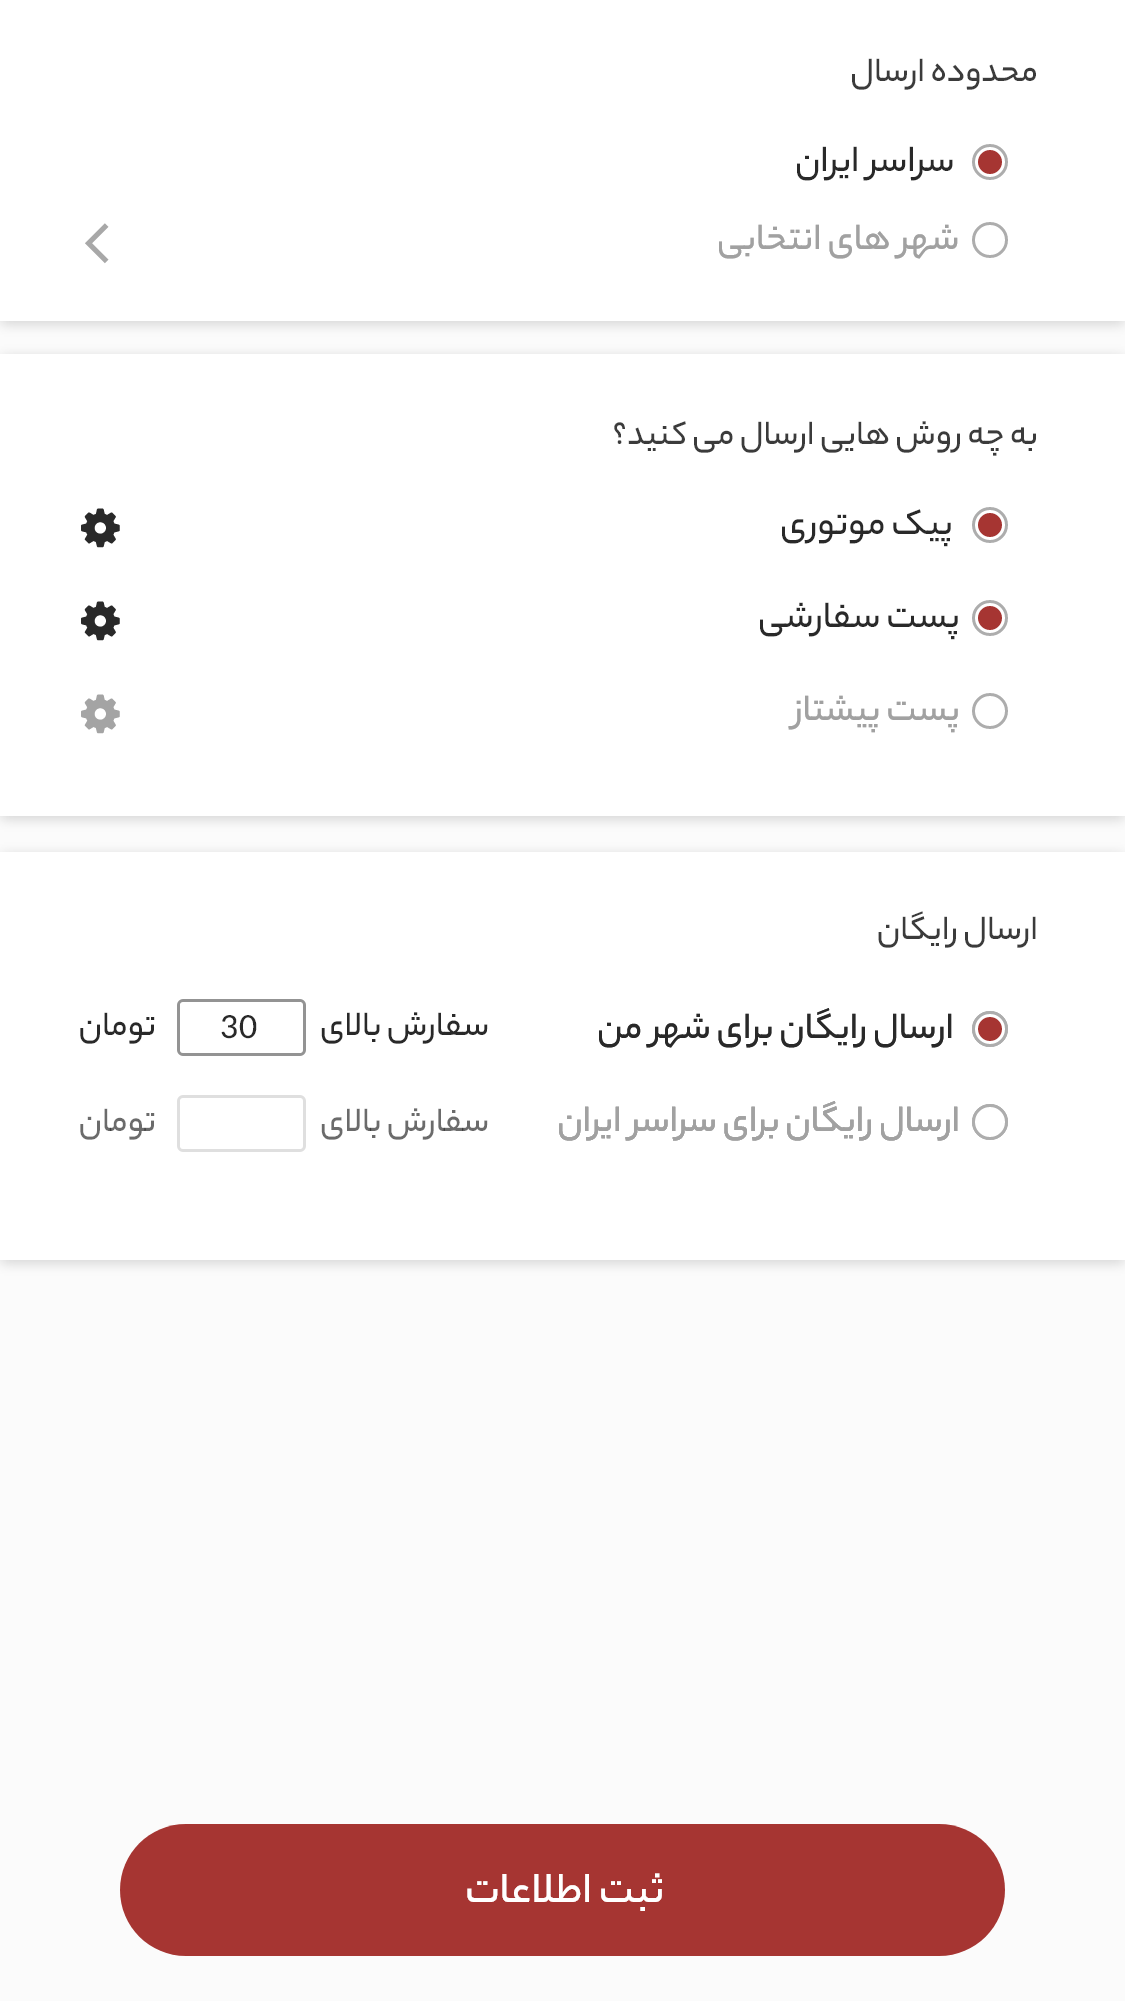 محدوده ارسال
سراسر ایران
شهر های انتخابی
به چه روش هایی ارسال می کنید؟
پیک موتوری
پست سفارشی
پست پیشتاز
ارسال رایگان
ارسال رایگان برای شهر من سفارش بالای 30 تومان
ارسال رایگان برای سراسر ایران سفارش بالای تومان
ثبت اطلاعات